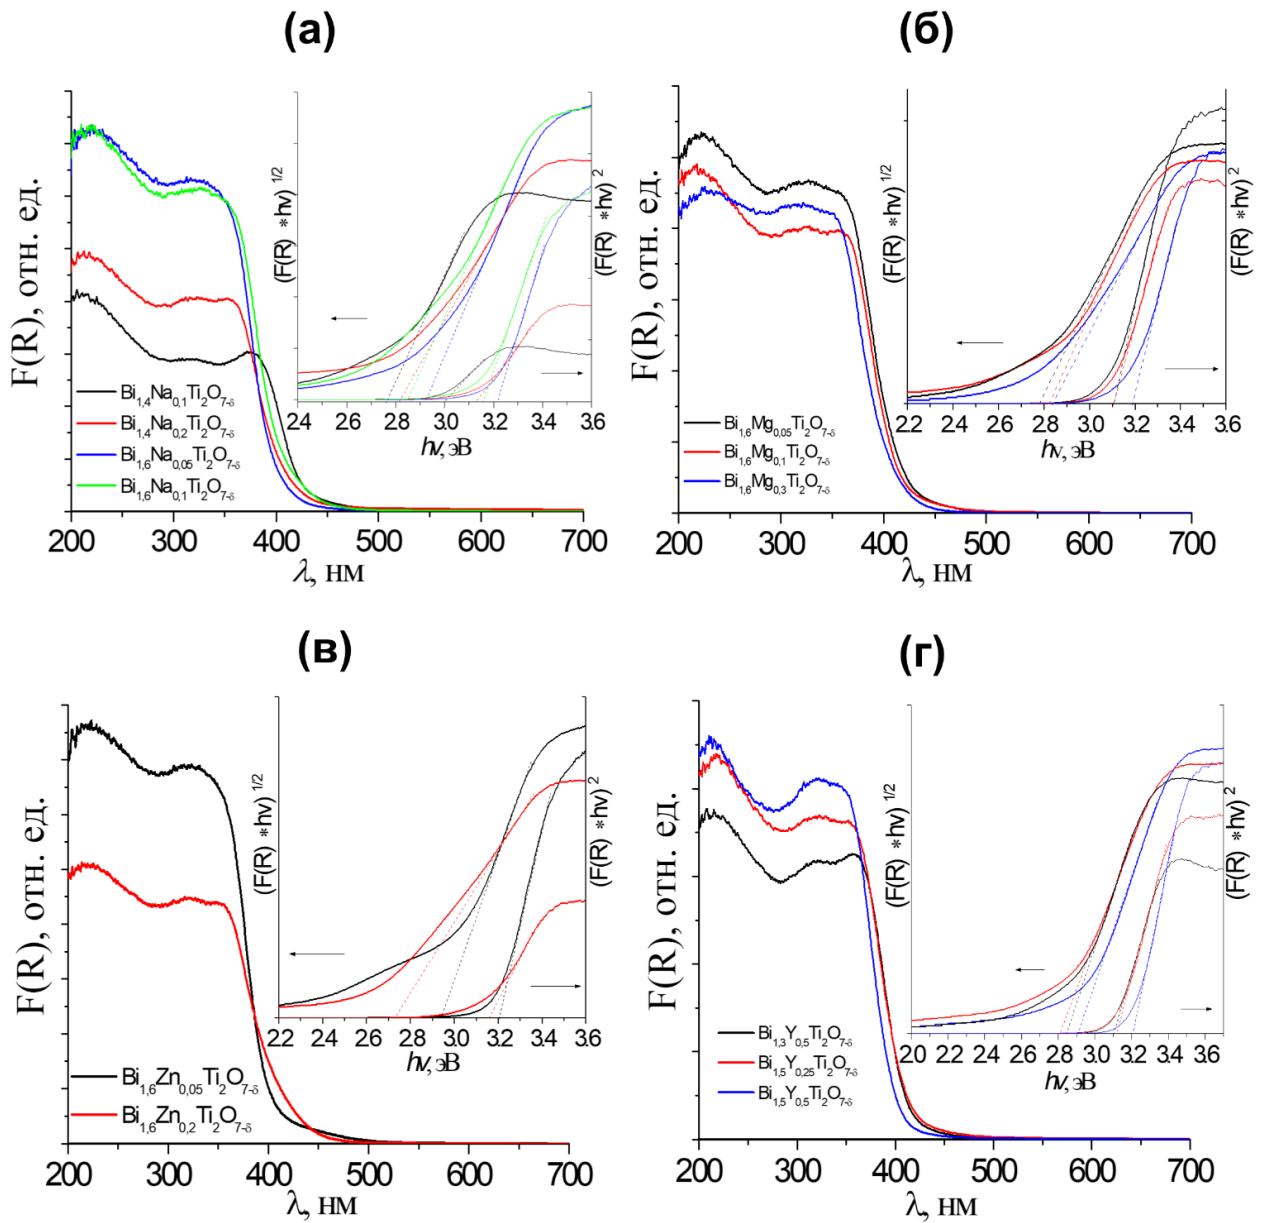 (а)
F(R), отн. ед.
(F(R) *hν) 1/2
(F(R) *hν) 2
2.4 2.6 2.8 3.0 3.2 3.4 3.6
hν, эВ
Bi1,4Na0,1Ti2O7-δ
Bi1,4Na0,2Ti2O7-δ
Bi1,6Na0,05Ti2O7-δ
Bi1,6Na0,1Ti2O7-δ
200 300 400 500 600 700
λ, нм
(б)
F(R), отн. ед.
(F(R) *hν) 1/2
(F(R) *hν) 2
2.2 2.4 2.6 2.8 3.0 3.2 3.4 3.6
hν, эВ
Bi1,6Mg0,05Ti2O7-δ
Bi1,6Mg0,1Ti2O7-δ
Bi1,6Mg0,3Ti2O7-δ
200 300 400 500 600 700
λ, нм
(в)
F(R), отн. ед.
(F(R) *hν) 1/2
(F(R) *hν) 2
2.2 2.4 2.6 2.8 3.0 3.2 3.4 3.6
hν, эВ
Bi1,6Zn0,05Ti2O7-δ
Bi1,6Zn0,2Ti2O7-δ
200 300 400 500 600 700
λ, нм
(г)
F(R), отн. ед.
(F(R) *hν) 1/2
(F(R) *hν) 2
2.0 2.2 2.4 2.6 2.8 3.0 3.2 3.4 3.6
hν, эВ
Bi1,3Y0,5Ti2O7-δ
Bi1,5Y0,25Ti2O7-δ
Bi1,5Y0,5Ti2O7-δ
200 300 400 500 600 700
λ, нм